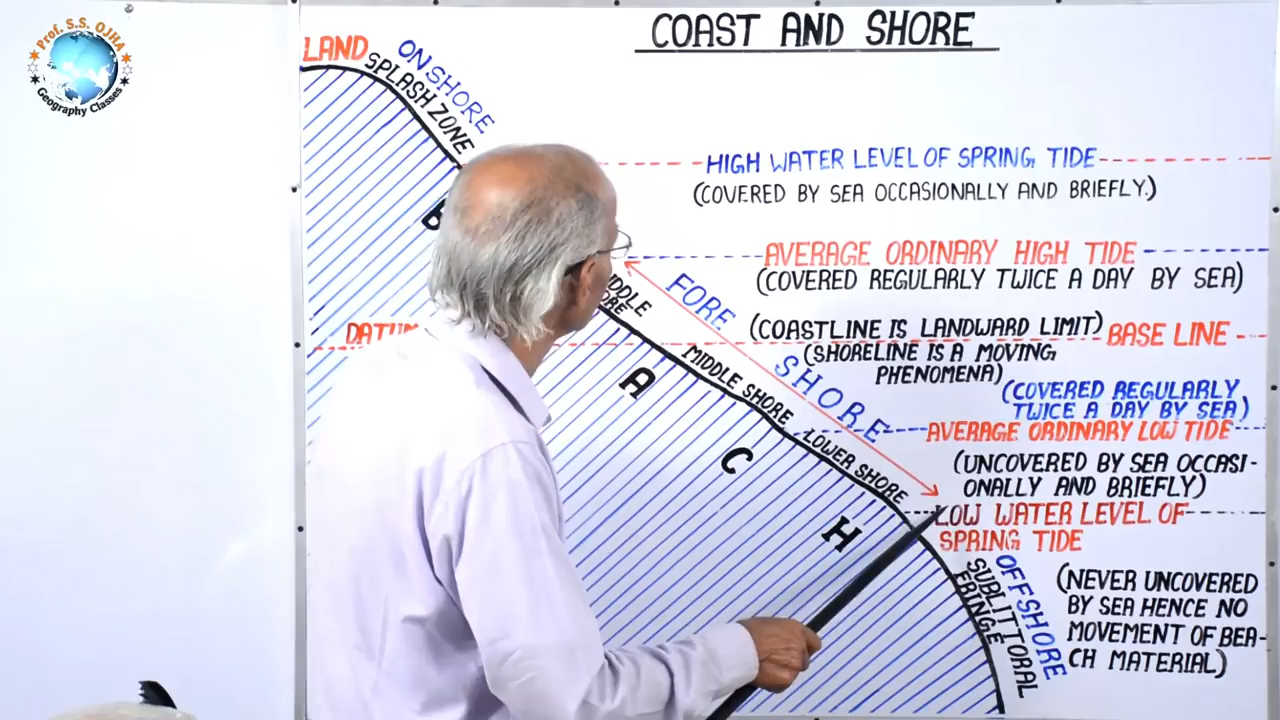 Prof. S.S. OJHA
Geography Classes
COAST AND SHORE
LAND
ONSHORE
SPLASH ZONE
HIGH WATER LEVEL OF SPRING TIDE
(COVERED BY SEA OCCASIONALLY AND BRIEFLY.)
B
AVERAGE ORDINARY HIGH TIDE
(COVERED REGULARLY TWICE A DAY BY SEA)
FORE SHORE
(COASTLINE IS LANDWARD LIMIT)
BASE LINE
(SHORELINE IS A MOVING
PHENOMENA)
MIDDLE SHORE
A
(COVERED REGULARLY
TWICE A DAY BY SEA)
AVERAGE ORDINARY LOW TIDE
LOWER SHORE
C
(UNCOVERED BY SEA OCCASI-
ONALLY AND BRIEFLY)
LOW WATER LEVEL OF
SPRING TIDE
H
OFFSHORE
SUBLITTORAL
FRINGE
(NEVER UNCOVERED
BY SEA HENCE NO
MOVEMENT OF BEA-
CH MATERIAL)